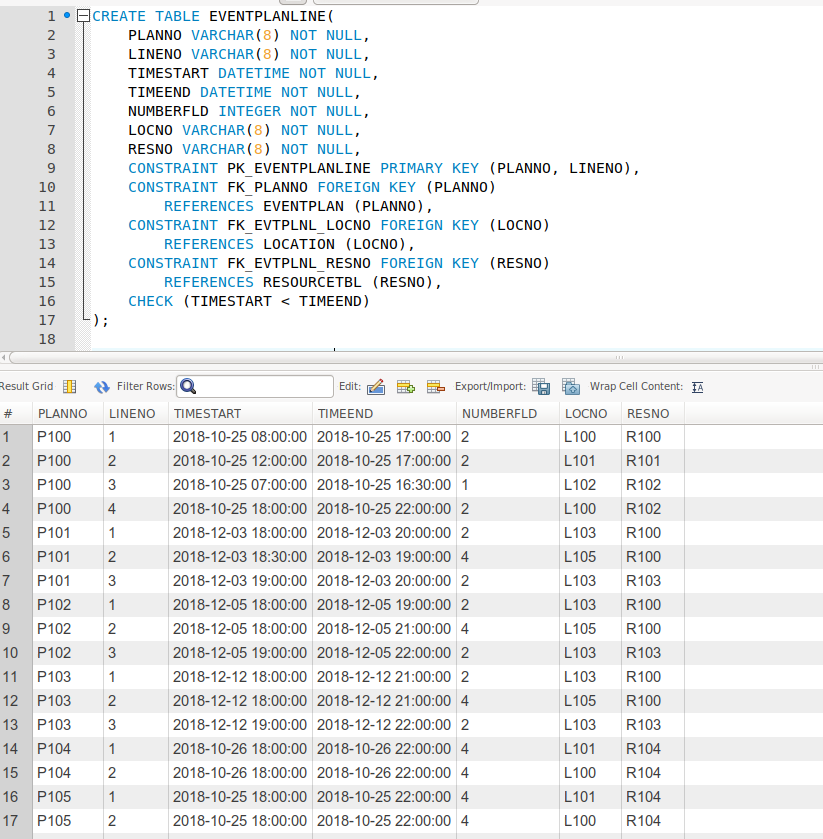 1 CREATE TABLE EVENTPLANLINE(
2 PLANNO VARCHAR(8) NOT NULL,
3 LINENO VARCHAR(8) NOT NULL,
4 TIMESTART DATETIME NOT NULL,
5 TIMEEND DATETIME NOT NULL,
6 NUMBERFLD INTEGER NOT NULL,
7 LOCNO VARCHAR(8) NOT NULL,
8 RESNO VARCHAR(8) NOT NULL,
9 CONSTRAINT PK_EVENTPLANLINE PRIMARY KEY (PLANNO, LINENO),
10 CONSTRAINT FK_PLANNO FOREIGN KEY (PLANNO)
11 REFERENCES EVENTPLAN (PLANNO),
12 CONSTRAINT FK_EVTPLNL_LOCNO FOREIGN KEY (LOCNO)
13 REFERENCES LOCATION (LOCNO),
14 CONSTRAINT FK_EVTPLNL_RESNO FOREIGN KEY (RESNO)
15 REFERENCES RESOURCETBL (RESNO),
16 CHECK (TIMESTART < TIMEEND)
17 );
18
Result Grid Filter Rows: Edit: Export/Import: Wrap Cell Content:
# PLANNO LINENO TIMESTART TIMEEND NUMBERFLD LOCNO RESNO
1 P100 1 2018-10-25 08:00:00 2018-10-25 17:00:00 2 L100 R100
2 P100 2 2018-10-25 12:00:00 2018-10-25 17:00:00 2 L101 R101
3 P100 3 2018-10-25 07:00:00 2018-10-25 16:30:00 1 L102 R102
4 P100 4 2018-10-25 18:00:00 2018-10-25 22:00:00 2 L100 R102
5 P101 1 2018-12-03 18:00:00 2018-12-03 20:00:00 2 L103 R100
6 P101 2 2018-12-03 18:30:00 2018-12-03 19:00:00 4 L105 R100
7 P101 3 2018-12-03 19:00:00 2018-12-03 20:00:00 2 L103 R103
8 P102 1 2018-12-05 18:00:00 2018-12-05 19:00:00 2 L103 R100
9 P102 2 2018-12-05 18:00:00 2018-12-05 21:00:00 4 L105 R100
10 P102 3 2018-12-05 19:00:00 2018-12-05 22:00:00 2 L103 R103
11 P103 1 2018-12-12 18:00:00 2018-12-12 21:00:00 2 L103 R100
12 P103 2 2018-12-12 18:00:00 2018-12-12 21:00:00 4 L105 R100
13 P103 3 2018-12-12 19:00:00 2018-12-12 22:00:00 2 L103 R103
14 P104 1 2018-10-26 18:00:00 2018-10-26 22:00:00 4 L101 R104
15 P104 2 2018-10-26 18:00:00 2018-10-26 22:00:00 4 L100 R104
16 P105 1 2018-10-25 18:00:00 2018-10-25 22:00:00 4 L101 R104
17 P105 2 2018-10-25 18:00:00 2018-10-25 22:00:00 4 L100 R104